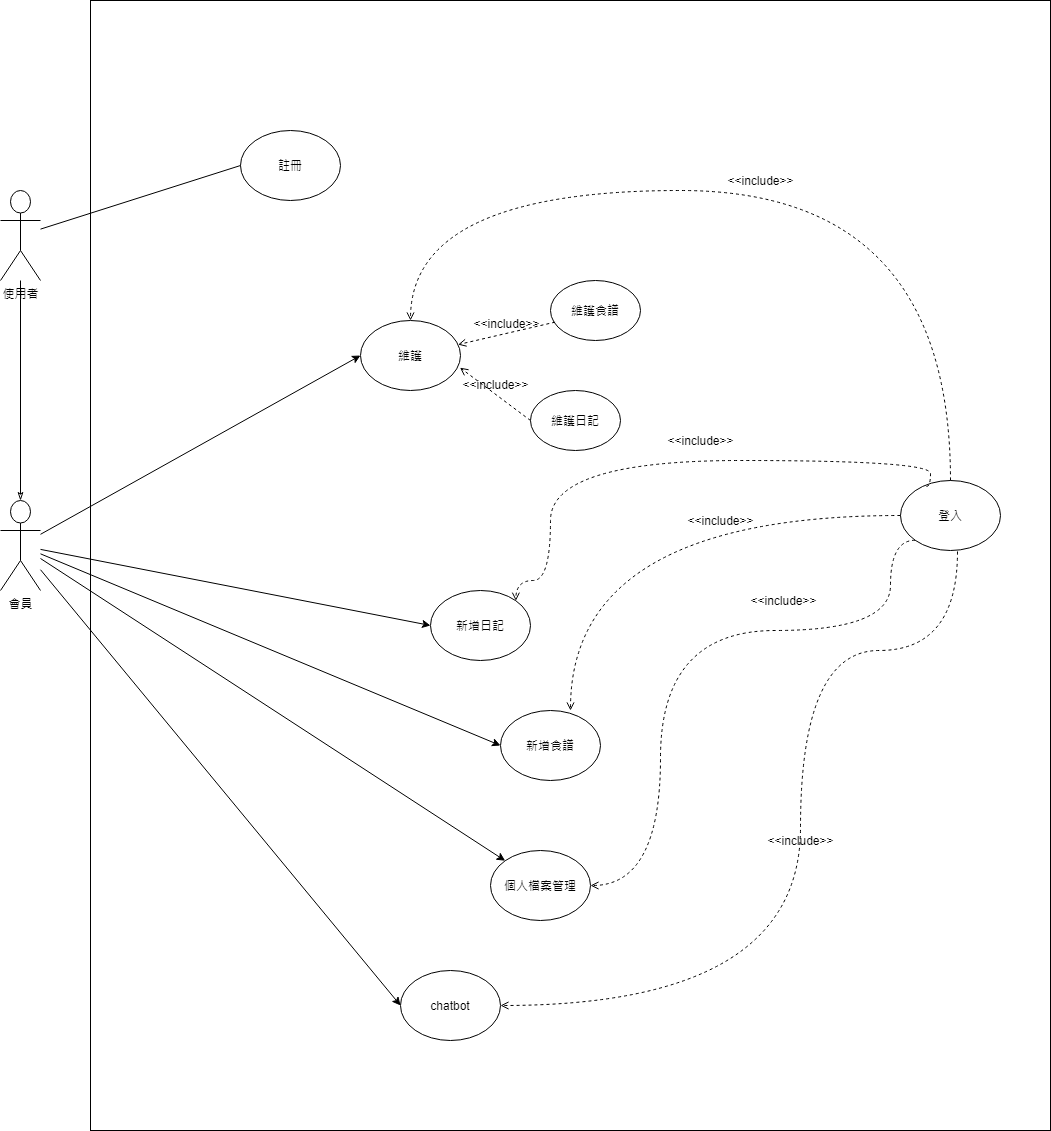 註冊
<<include>>
使用者
維護食譜
<<include>>
維護
<<include>>
維護日記
<<include>>
登入
<<include>>
會員
<<include>>
新增日記
新增食譜
<<include>>
個人檔案管理
chatbot